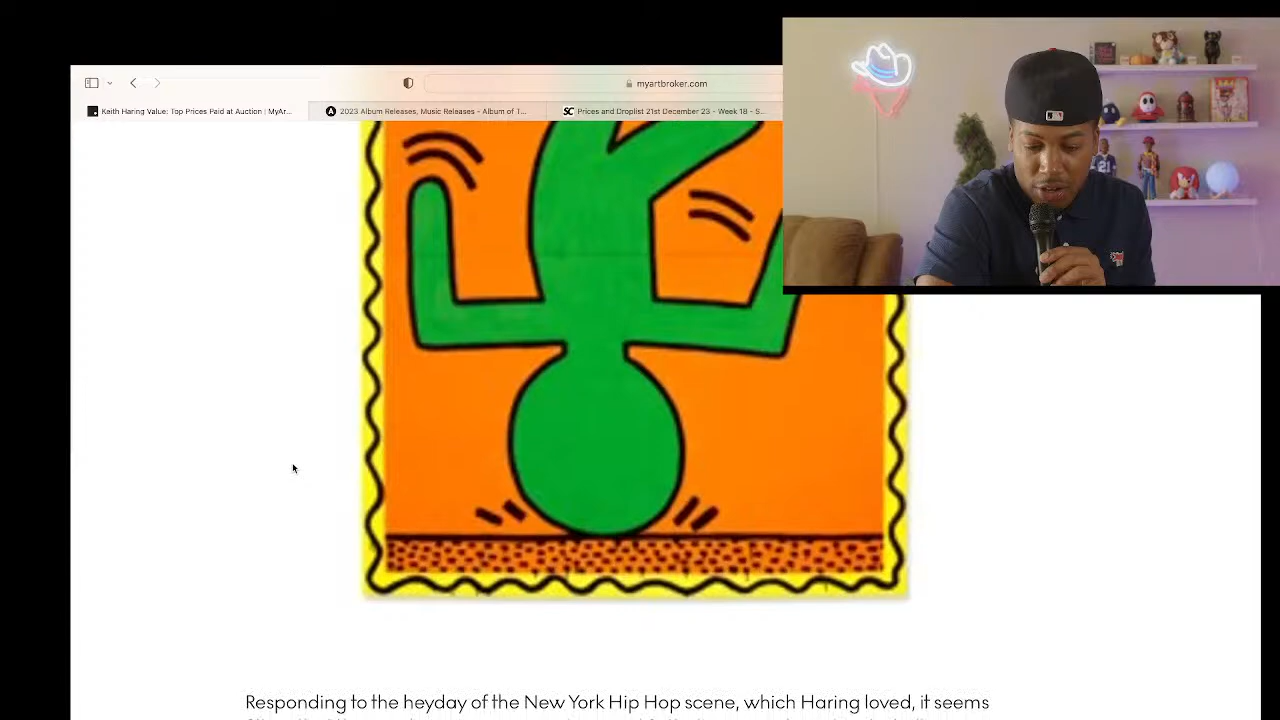 myartbroker.com
Keith Haring Value: Top Prices Paid at Auction | MyAr...
2023 Album Releases, Music Releases - Album of T...
SC Prices and Droplist 21st December 23 - Week 18 - S...
21
Responding to the heyday of the New York Hip Hop scene, which Haring loved, it seems